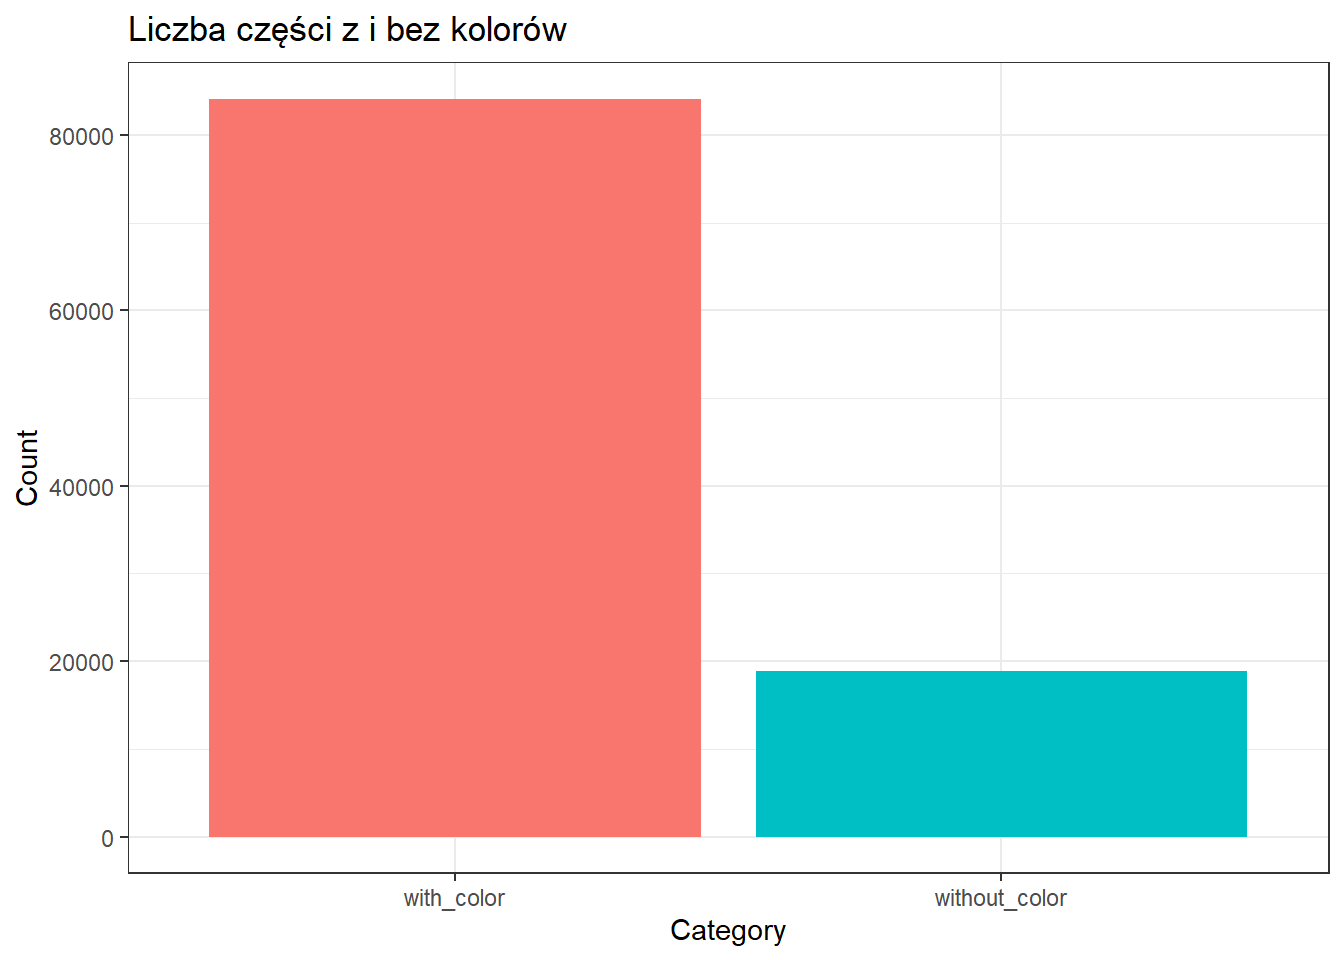 Liczba części z i bez kolorów
Count
80000
60000
40000
20000
0
with_color
without_color
Category